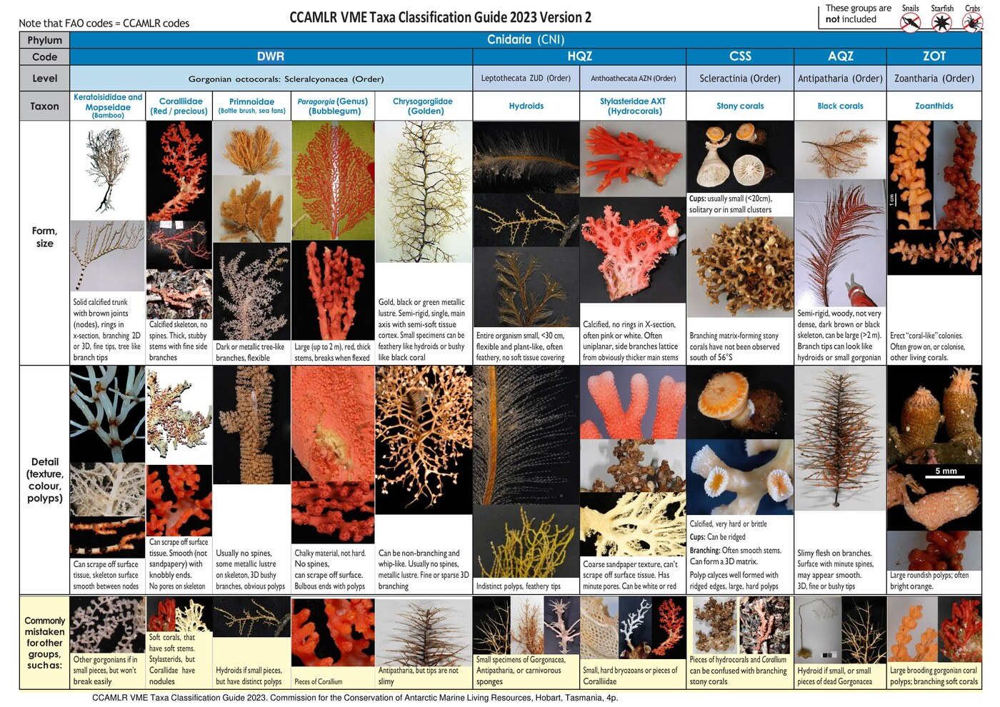 Note that FAO codes = CCAMLR codes
CCAMLR VME Taxa Classification Guide 2023 Version 2
These groups are
not included
Snails
Starfish
Crabs
Phylum
Cnidaria (CNI)
Code
DWR
HQZ
CSS
AQZ
ZOT
Level
Gorgonian octocorals: Scleralcyonacea (Order)
Leptothecata ZUD (Order)
Anthoathecata AZN (Order)
Scleractinia (Order)
Antipatharia (Order)
Zoantharia (Order)
Taxon
Keratoisididae and
Mopseidae
(Bamboo)
Coralliidae
(Red / precious)
Primnoidae
(Bottle brush, sea fans)
Paragorgia (Genus)
(Bubblegum)
Chrysogorgiidae
(Golden)
Hydroids
Stylasteridae AXT
(Hydrocorals)
Stony corals
Black corals
Zoanthids
Form,
size
Solid calcified trunk
with brown joints
(nodes), rings in
x-section, branching 2D
or 3D, fine tips, tree like
branch tips
Calcified skeleton, no
spines. Thick, stubby
stems with fine side
branches
Dark or metallic tree-like
branches, flexible
Large (up to 2 m), red, thick
stems, breaks when flexed
Gold, black or green metallic
lustre. Semi-rigid, single, main
axis with semi-soft tissue
cortex. Small specimens can be
feathery like hydroids or bushy
like black coral
Entire organism small, <30 cm,
flexible and plant-like, often
feathery, no soft tissue covering
Calcified, no rings in X-section,
often pink or white. Often
uniplanar, side branches lattice
from obviously thicker main stems
Cups: usually small (<20cm),
solitary or in small clusters
Branching matrix-forming stony
corals have not been observed
south of 56°S
Semi-rigid, woody, not very
dense, dark brown or black
skeleton, can be large (>2 m).
Branch tips can look like
hydroids or small gorgonian
1 cm
Erect "coral-like" colonies.
Often grow on, or colonise,
other living corals.
Detail
(texture,
colour,
polyps)
Can scrape off surface
tissue, skeleton surface
smooth between nodes
Can scrape off surface
tissue. Smooth (not
sandpapery) with
knobbly ends.
No pores on skeleton
Usually no spines,
some metallic lustre
on skeleton, 3D bushy
branches, obvious polyps
Chalky material, not hard.
No spines,
can scrape off surface.
Bulbous ends with polyps
Can be non-branching and
whip-like. Usually no spines,
metallic lustre. Fine or sparse 3D
branching
Indistinct polyps, feathery tips
Coarse sandpaper texture, can't
scrape off surface tissue. Has
minute pores. Can be white or red
Calcified, very hard or brittle
Cups: Can be ridged
Branching: Often smooth stems.
Can form a 3D matrix.
Polyp calyces well formed with
ridged edges, large, hard polyps
Slimy flesh on branches.
Surface with minute spines,
may appear smooth.
3D, fine or bushy tips
5 mm
Large roundish polyps; often
bright orange.
Commonly
mistaken
for other
groups,
such as:
Other gorgonians if in
small pieces, but won't
break easily
Soft corals, that
have soft stems.
Stylasterids, but
Corallidae have
nodules
Hydroids if small pieces,
but have distinct polyps
Pieces of Corallium
Antipatharia, but tips are not
slimy
Small specimens of Gorgonacea,
Antipatharia, or carnivorous
sponges
Small, hard bryozoans or pieces of
Coralliidae
Pieces of hydrocorals and Corallium
can be confused with branching
stony corals
Hydroid if small, or small
pieces of dead Gorgonacea
Large brooding gorgonian coral
polyps; branching soft corals
CCAMLR VME Taxa Classification Guide 2023. Commission for the Conservation of Antarctic Marine Living Resources, Hobart, Tasmania, 4p.